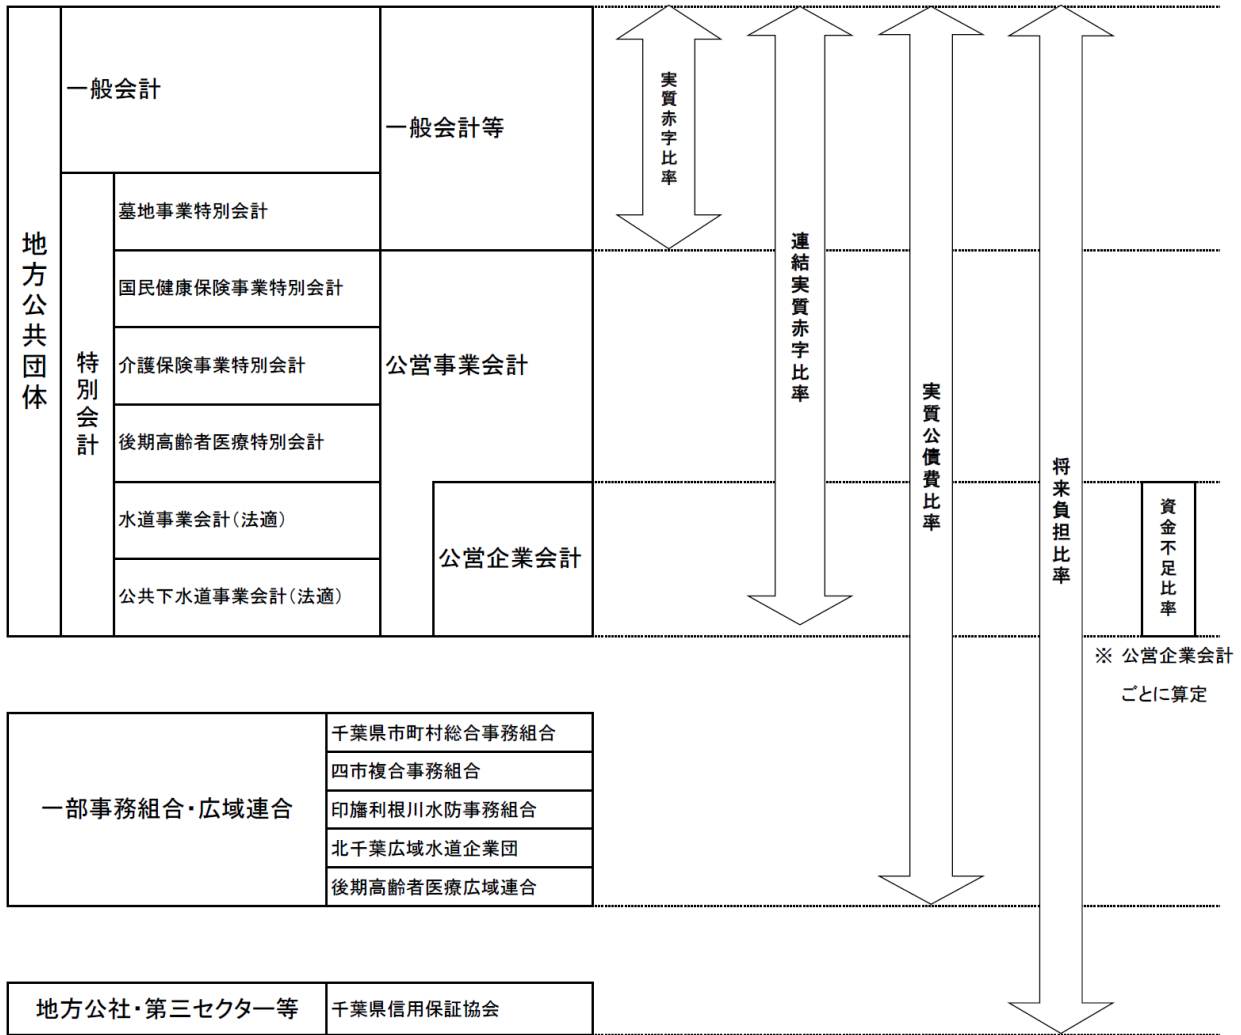 一般会計
一般会計等
実質赤字比率
墓地事業特別会計
地方公共団体
連結実質赤字比率
国民健康保険事業特別会計
特別会計
介護保険事業特別会計
公営事業会計
実質公債費比率
後期高齢者医療特別会計
将来負担比率
水道事業会計(法適)
公営企業会計
資金不足比率
公共下水道事業会計(法適)
※ 公営企業会計
ごとに算定
一部事務組合・広域連合
千葉県市町村総合事務組合
四市複合事務組合
印旛利根川水防事務組合
北千葉広域水道企業団
後期高齢者医療広域連合
地方公社・第三セクター等
千葉県信用保証協会